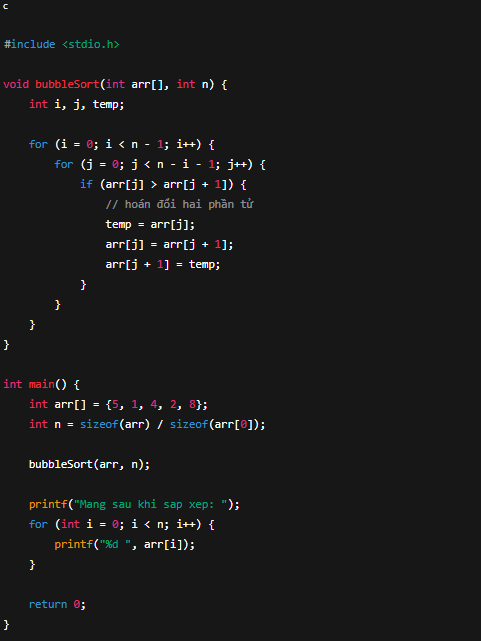 c
#include <stdio.h>
void bubbleSort(int arr[], int n) {
    int i, j, temp;
    for (i = 0; i < n - 1; i++) {
        for (j = 0; j < n - i - 1; j++) {
            if (arr[j] > arr[j + 1]) {
                // hoán đổi hai phần tử
                temp = arr[j];
                arr[j] = arr[j + 1];
                arr[j + 1] = temp;
            }
        }
    }
}
int main() {
    int arr[] = {5, 1, 4, 2, 8};
    int n = sizeof(arr) / sizeof(arr[0]);
    bubbleSort(arr, n);
    printf("Mang sau khi sap xep: ");
    for (int i = 0; i < n; i++) {
        printf("%d ", arr[i]);
    }
    return 0;
}